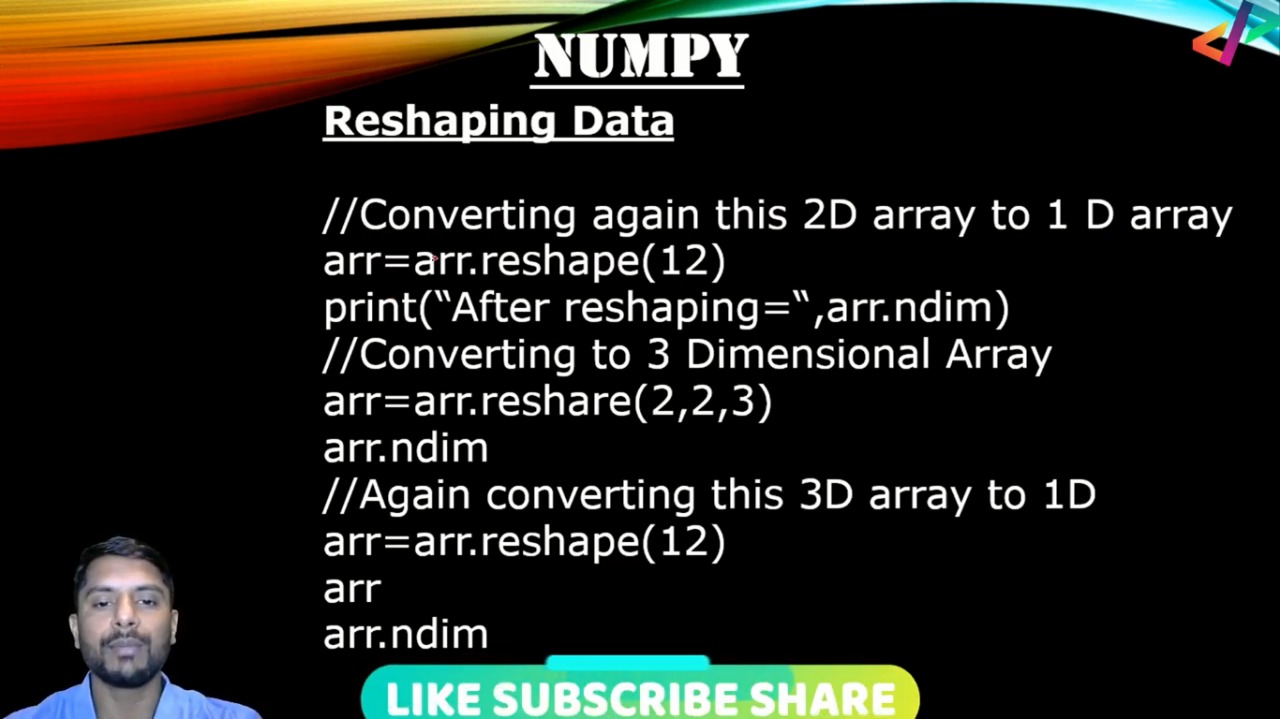 NUMPY
Reshaping Data
//Converting again this 2D array to 1 D array
arr=arr.reshape(12)
print(“After reshaping=“,arr.ndim)
//Converting to 3 Dimensional Array
arr=arr.reshare(2,2,3)
arr.ndim
//Again converting this 3D array to 1D
arr=arr.reshape(12)
arr
arr.ndim
LIKE SUBSCRIBE SHARE